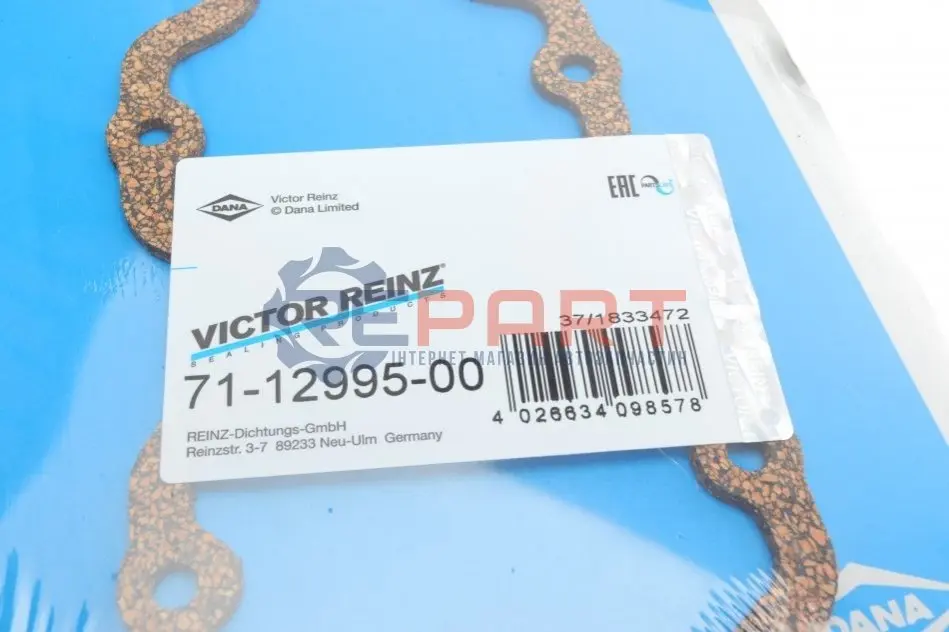 DANA
Victor Reinz
© Dana Limited
EAC
VICTOR REINZ®
SEALING PRODUCTS
REPART
ІНТЕРНЕТ МАГАЗИН АВТОЗАПЧАСТИН
37/1833472
71-12995-00
4 026634 098578
REINZ-Dichtungs-GmbH
Reinzstr. 3-7 89233 Neu-Ulm Germany
DANA